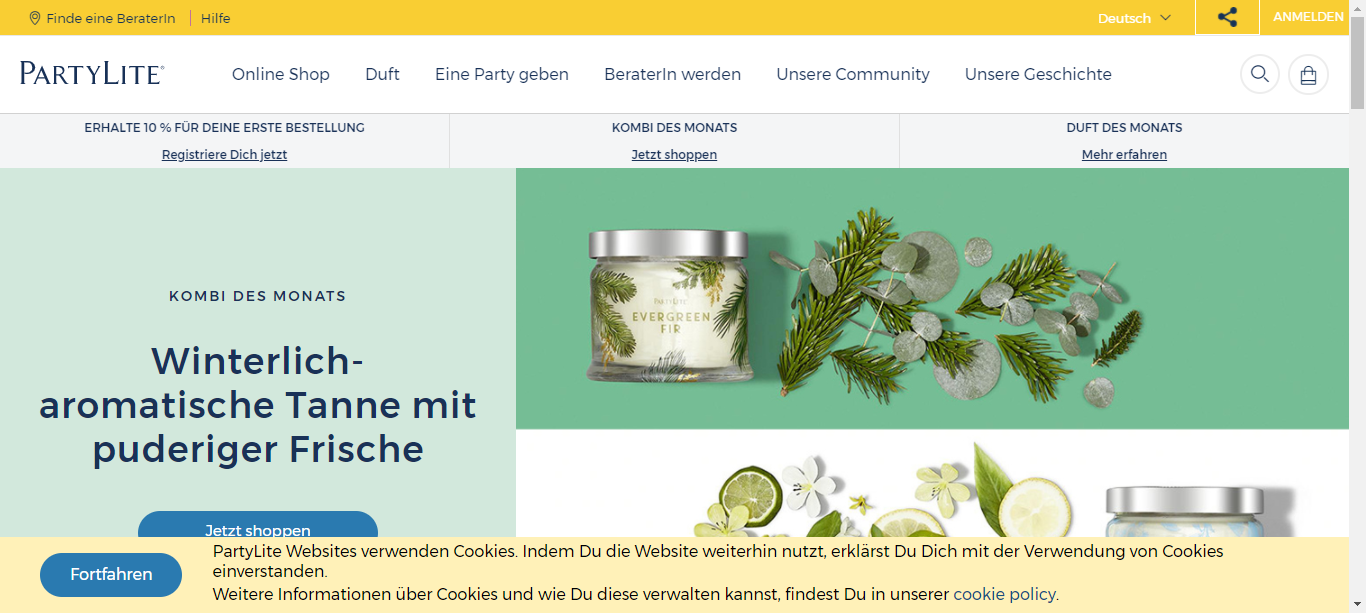 Finde eine BeraterIn
Hilfe
Deutsch
ANMELDEN
PARTYLITE®
Online Shop
Duft
Eine Party geben
BeraterIn werden
Unsere Community
Unsere Geschichte
ERHALTE 10 % FÜR DEINE ERSTE BESTELLUNG
Registriere Dich jetzt
KOMBI DES MONATS
Jetzt shoppen
DUFT DES MONATS
Mehr erfahren
KOMBI DES MONATS
Winterlich-
aromatische Tanne mit
puderiger Frische
Jetzt shoppen
PARTYLITE
EVERGREEN
FIR
Fortfahren
PartyLite Websites verwenden Cookies. Indem Du die Website weiterhin nutzt, erklärst Du Dich mit der Verwendung von Cookies
einverstanden.
Weitere Informationen über Cookies und wie Du diese verwalten kannst, findest Du in unserer cookie policy.